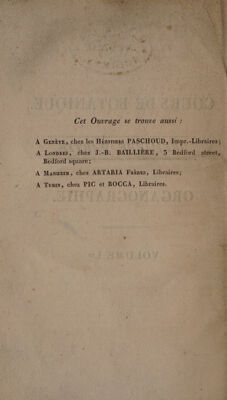 Cet Ouvrage se trouve aussi :
A Genève, chez les Héritiers PASCHOUD, Impr.-Libraires;
A Londres, chez J.-B. BAILLIÈRE, 3 Bedford street,
Bedford square;
A Manheim, chez ARTARIA Frères, Libraires;
A Turin, chez PIC et BOCCA, Libraires.